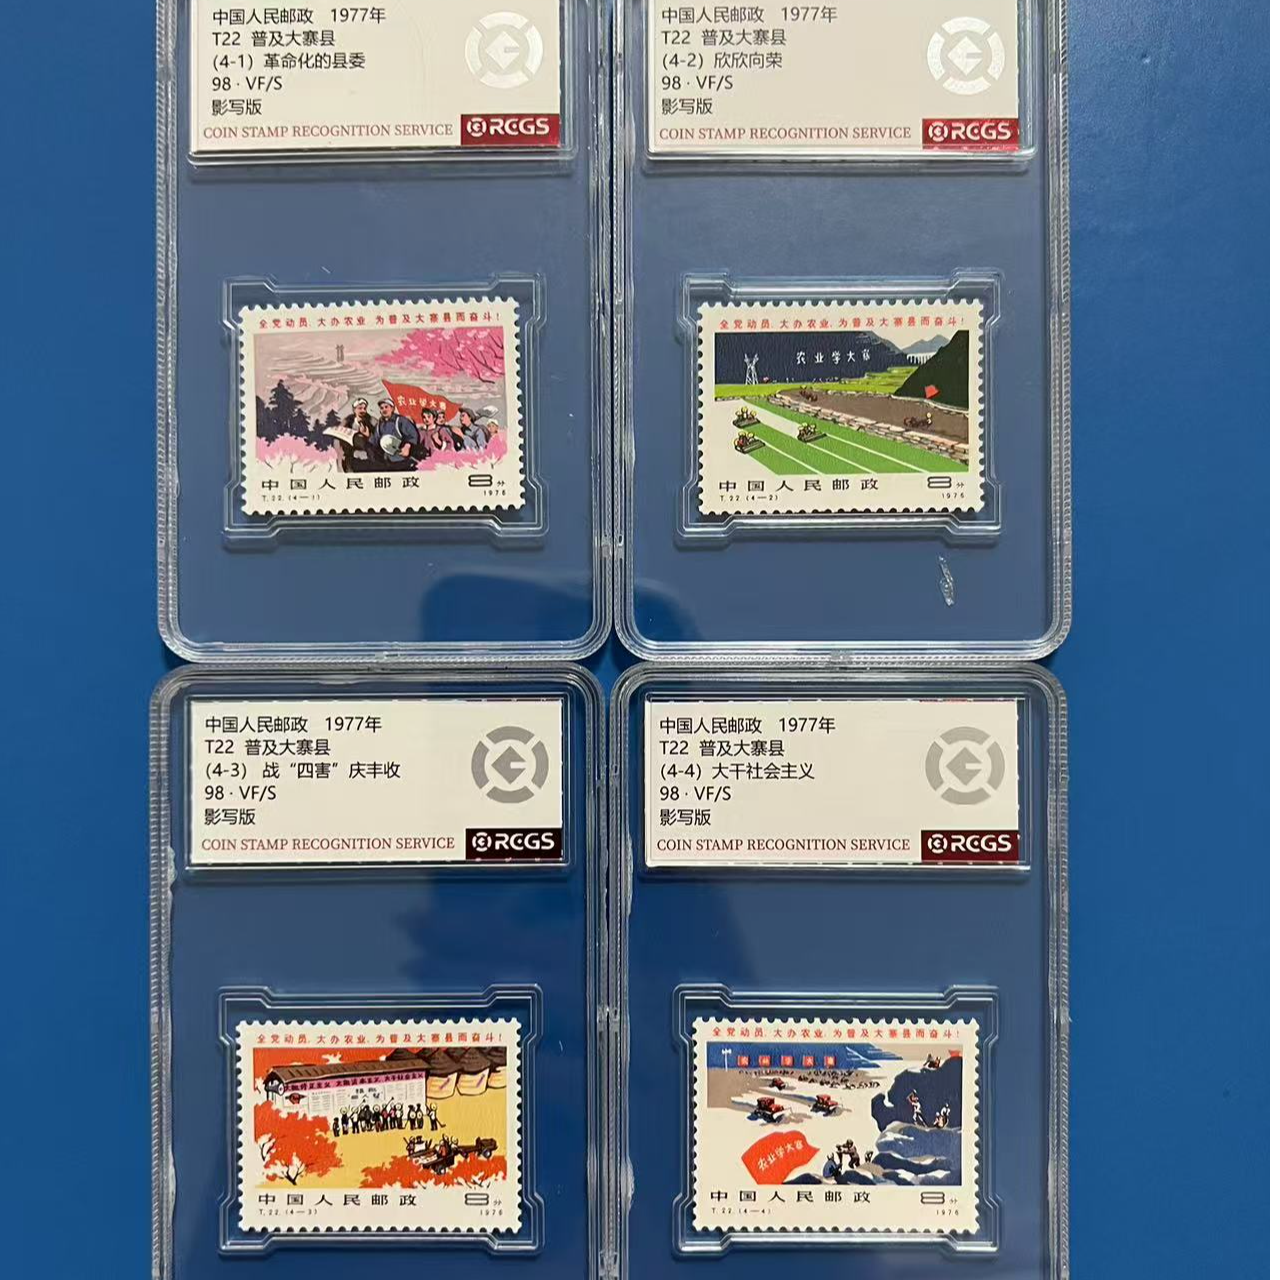 中国人民邮政 1977年
T22 普及大寨县
(4-1) 革命化的县委
98 · VF/S
影写版
COIN STAMP RECOGNITION SERVICE RCGS
中国人民邮政 1977年
T22 普及大寨县
(4-2) 欣欣向荣
98 · VF/S
影写版
COIN STAMP RECOGNITION SERVICE RCGS
全党动员,大办农业,为普及大寨县而奋斗!
农业学大寨
中国人民邮政 8分
T.22.(4—1) 1976
全党动员,大办农业,为普及大寨县而奋斗!
农业学大寨
中国人民邮政 8分
T.22.(4—2) 1976
中国人民邮政 1977年
T22 普及大寨县
(4-3) 战“四害”庆丰收
98 · VF/S
影写版
COIN STAMP RECOGNITION SERVICE RCGS
中国人民邮政 1977年
T22 普及大寨县
(4-4) 大干社会主义
98 · VF/S
影写版
COIN STAMP RECOGNITION SERVICE RCGS
全党动员,大办农业,为普及大寨县而奋斗!
中国人民邮政 8分
T.22.(4—3) 1976
全党动员,大办农业,为普及大寨县而奋斗!
农业学大寨
农业学大寨
中国人民邮政 8分
T.22.(4—4) 1976